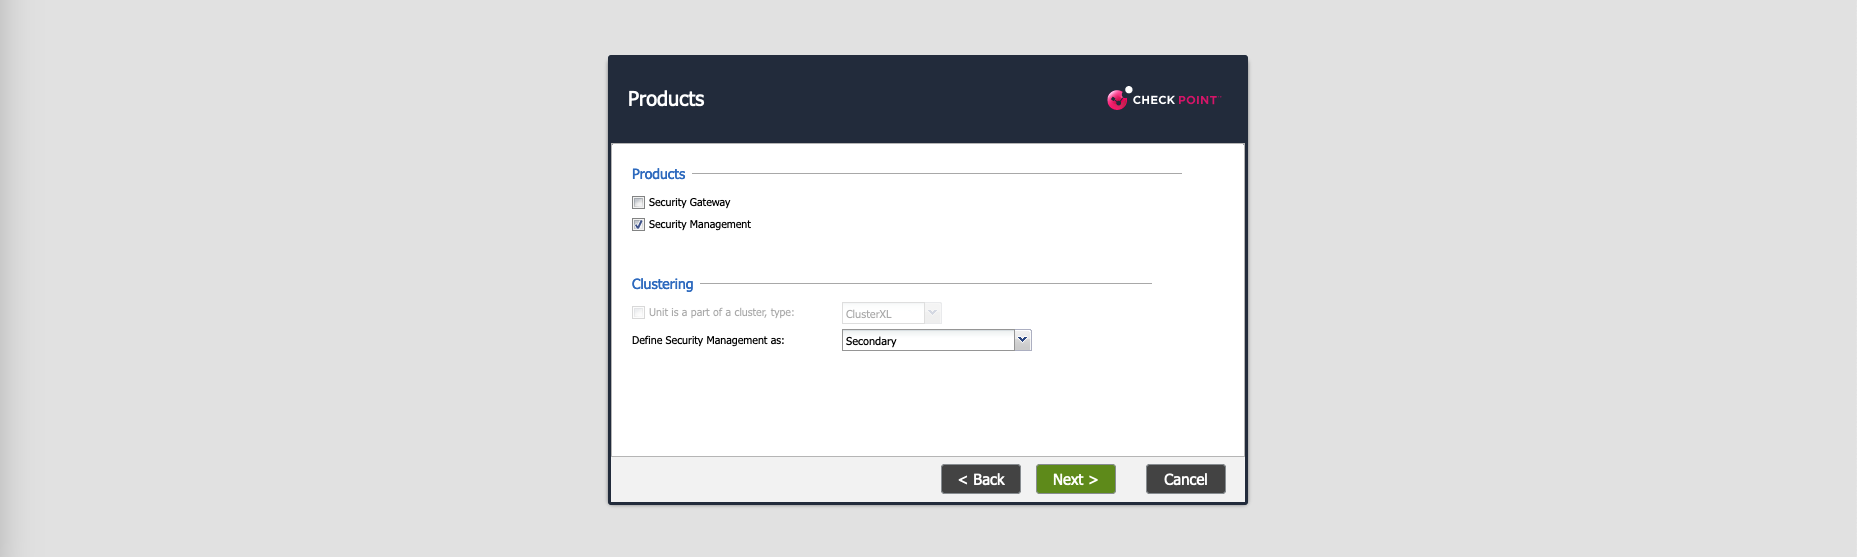 Products
CHECK POINT™
Products
Security Gateway
Security Management
Clustering
Unit is a part of a cluster, type: ClusterXL
Define Security Management as: Secondary
< Back Next > Cancel